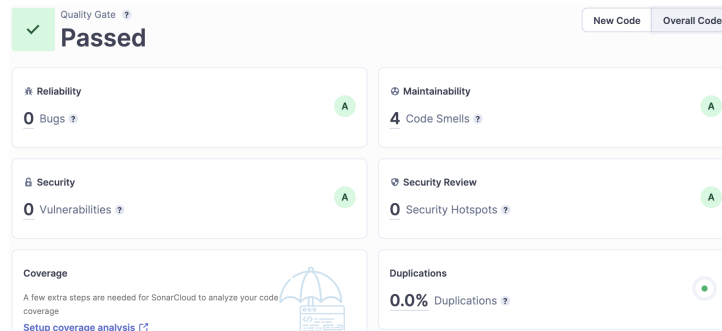 Quality Gate ?
Passed
New Code Overall Code
Reliability
0 Bugs ?
A
Maintainability
4 Code Smells ?
A
Security
0 Vulnerabilities ?
A
Security Review
0 Security Hotspots ?
A
Coverage
A few extra steps are needed for SonarCloud to analyze your code
coverage
Setup coverage analysis
Duplications
0.0% Duplications ?